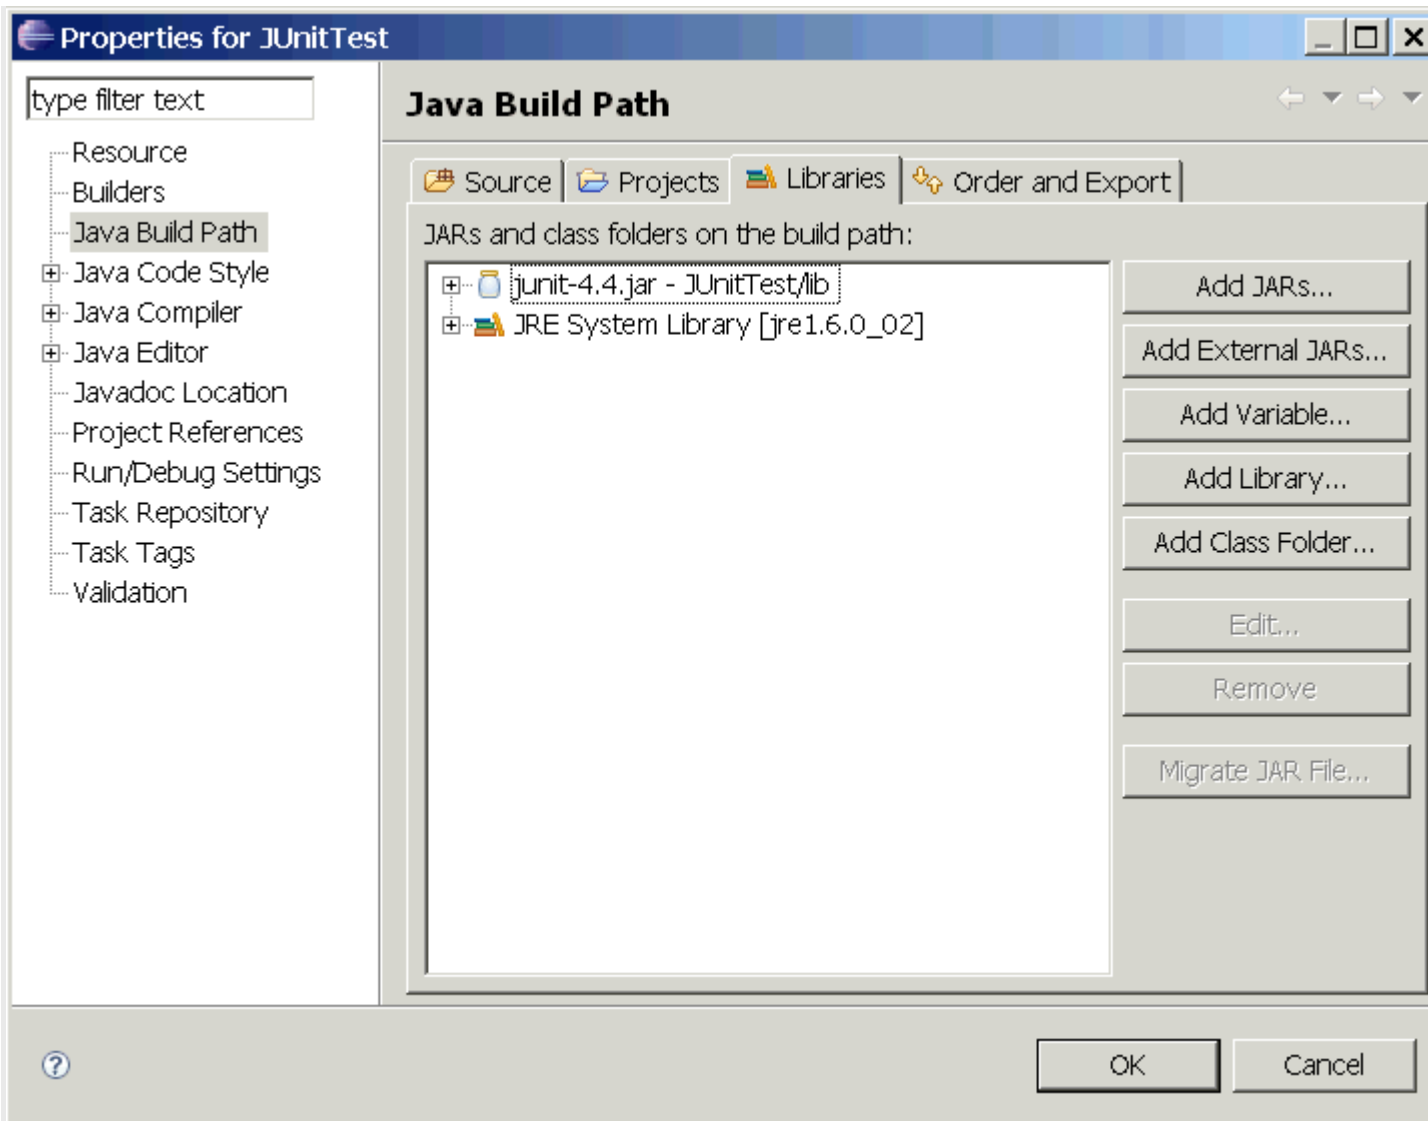 Properties for JUnitTest
type filter text
Resource
Builders
Java Build Path
Java Code Style
Java Compiler
Java Editor
Javadoc Location
Project References
Run/Debug Settings
Task Repository
Task Tags
Validation
Java Build Path
Source Projects Libraries Order and Export
JARs and class folders on the build path:
junit-4.4.jar - JUnitTest/lib
JRE System Library [jre1.6.0_02]
Add JARs...
Add External JARs...
Add Variable...
Add Library...
Add Class Folder...
Edit...
Remove
Migrate JAR File...
?
OK Cancel